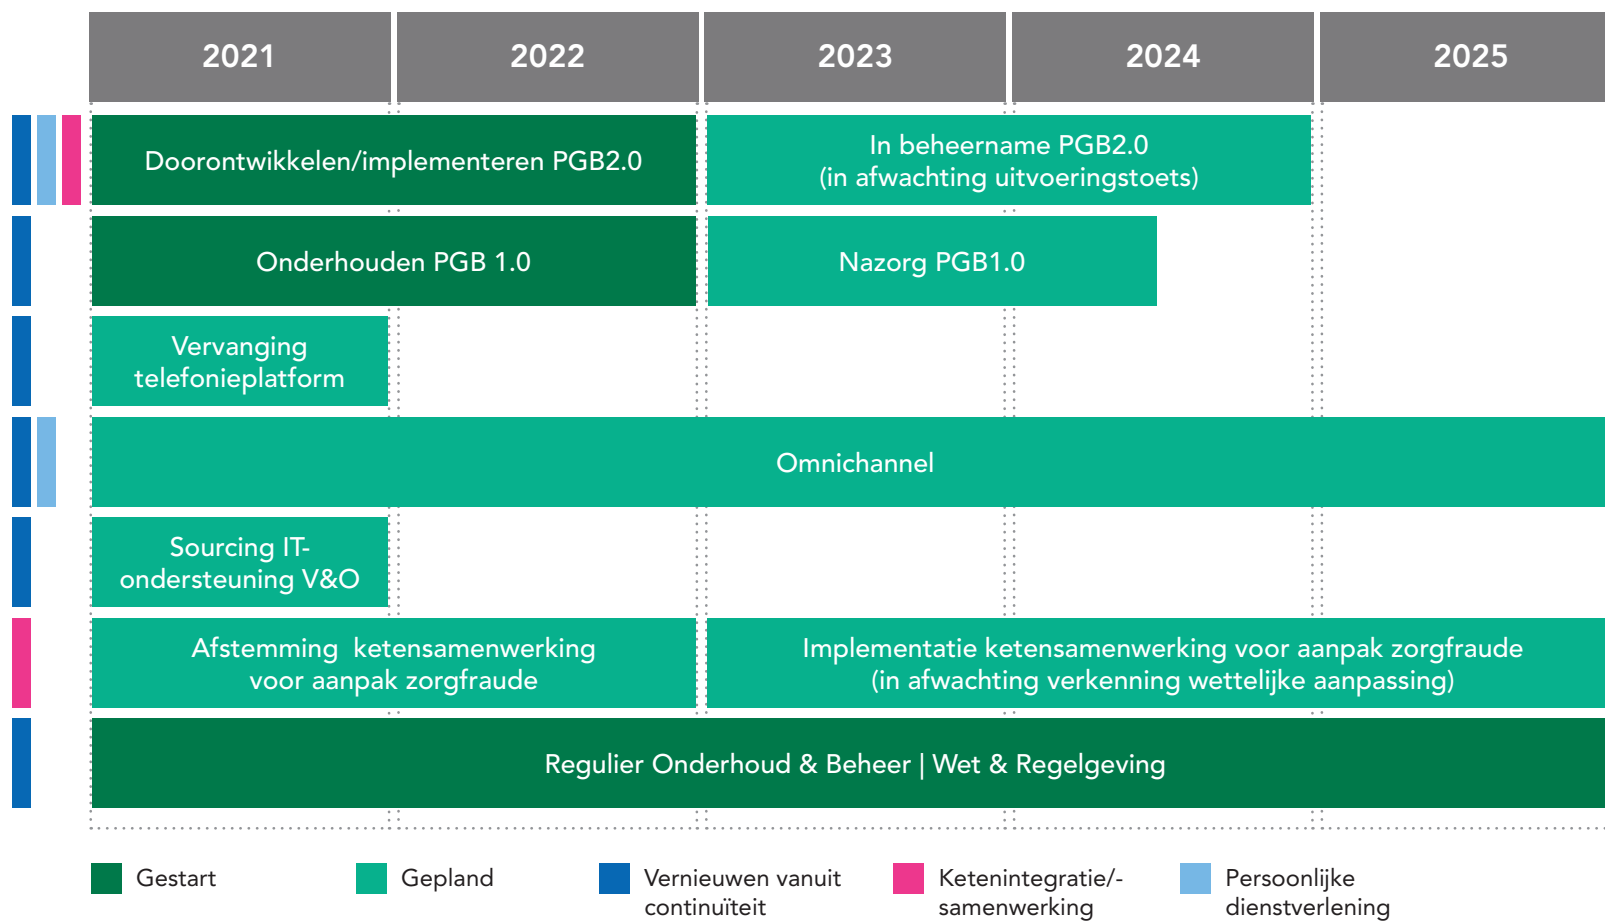 2021
2022
2023
2024
2025
Doorontwikkelen/implementeren PGB2.0
In beheername PGB2.0
(in afwachting uitvoeringstoets)
Onderhouden PGB 1.0
Nazorg PGB1.0
Vervanging
telefonieplatform
Omnichannel
Sourcing IT-
ondersteuning V&O
Afstemming ketensamenwerking
voor aanpak zorgfraude
Implementatie ketensamenwerking voor aanpak zorgfraude
(in afwachting verkenning wettelijke aanpassing)
Regulier Onderhoud & Beheer | Wet & Regelgeving
Gestart
Gepland
Vernieuwen vanuit
continuïteit
Ketenintegratie/-
samenwerking
Persoonlijke
dienstverlening